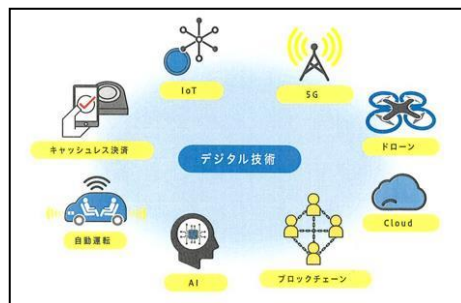 IoT
5G
キャッシュレス決済
ドローン
デジタル技術
自動運転
Cloud
AI
ブロックチェーン